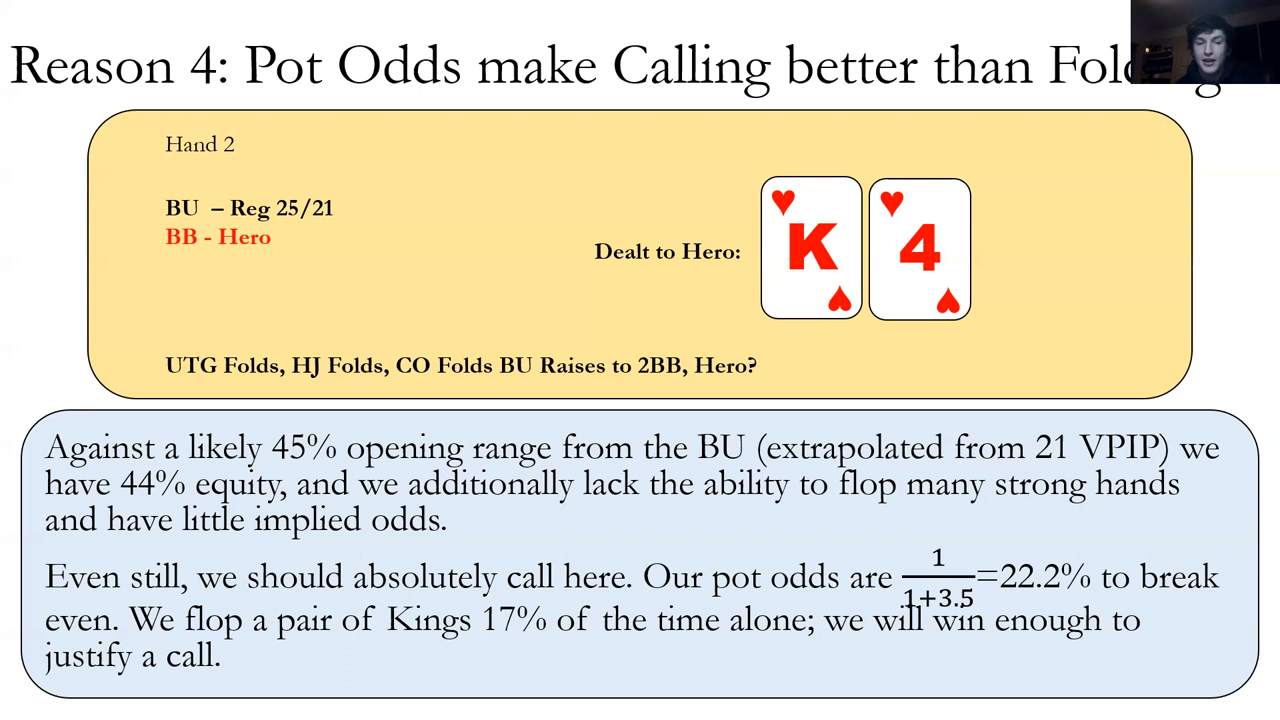 Reason 4: Pot Odds make Calling better than Fol g
Hand 2
BU – Reg 25/21
BB - Hero
Dealt to Hero:
K 4
UTG Folds, HJ Folds, CO Folds BU Raises to 2BB, Hero?
Against a likely 45% opening range from the BU (extrapolated from 21 VPIP) we
have 44% equity, and we additionally lack the ability to flop many strong hands
and have little implied odds.
Even still, we should absolutely call here. Our pot odds are 1/1+3.5=22.2% to break
even. We flop a pair of Kings 17% of the time alone; we will win enough to
justify a call.